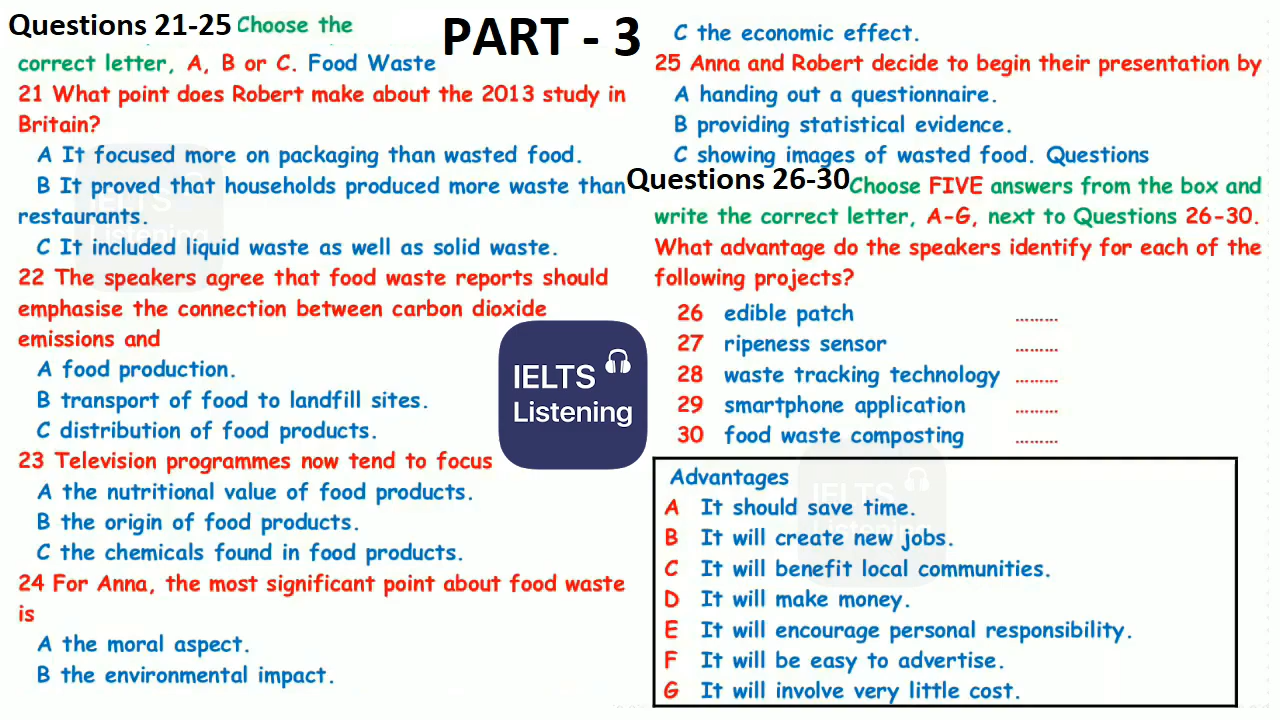 Questions 21-25 Choose the
PART - 3
correct letter, A, B or C. Food Waste
21 What point does Robert make about the 2013 study in
Britain?
A It focused more on packaging than wasted food.
B It proved that households produced more waste than
restaurants.
C It included liquid waste as well as solid waste.
22 The speakers agree that food waste reports should
emphasise the connection between carbon dioxide
emissions and
A food production.
B transport of food to landfill sites.
C distribution of food products.
23 Television programmes now tend to focus
A the nutritional value of food products.
B the origin of food products.
C the chemicals found in food products.
24 For Anna, the most significant point about food waste
is
A the moral aspect.
B the environmental impact.
IELTS
Listening
IELTS
Listening
C the economic effect.
25 Anna and Robert decide to begin their presentation by
A handing out a questionnaire.
B providing statistical evidence.
C showing images of wasted food. Questions
Questions 26-30 Choose FIVE answers from the box and
write the correct letter, A-G, next to Questions 26-30.
What advantage do the speakers identify for each of the
following projects?
26 edible patch ………
27 ripeness sensor ………
28 waste tracking technology ………
29 smartphone application ………
30 food waste composting ………
Advantages
A It should save time.
B It will create new jobs.
C It will benefit local communities.
D It will make money.
E It will encourage personal responsibility.
F It will be easy to advertise.
G It will involve very little cost.
IELTS
Listening